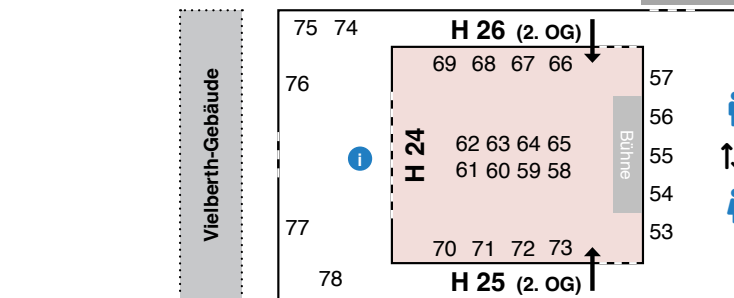 75 74
H 26 (2. OG)
69 68 67 66
57
76
56
Vielberth-Gebäude
H 24
62 63 64 65
Bühne
i
55
61 60 59 58
54
77
53
70 71 72 73
78
H 25 (2. OG)